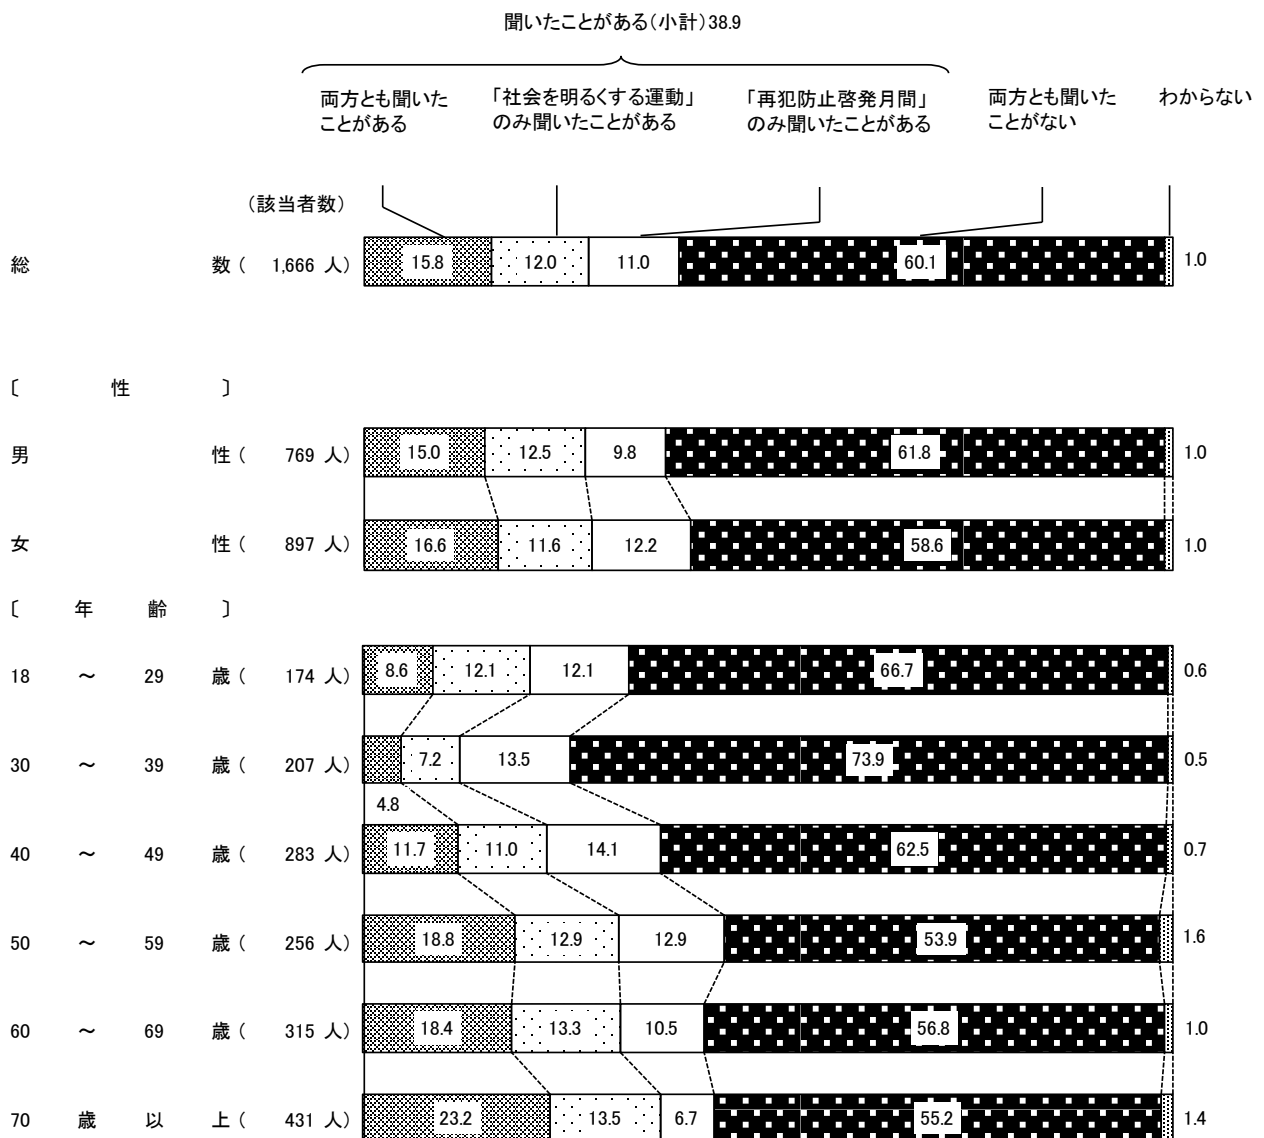 聞いたことがある（小計）38.9
両方とも聞いた
ことがある
「社会を明るくする運動」
のみ聞いたことがある
「再犯防止啓発月間」
のみ聞いたことがある
両方とも聞いた
ことがない
わからない
（該当者数）
総 数（ 1,666 人） 15.8 12.0 11.0 60.1 1.0
〔 性 〕
男 性（ 769 人） 15.0 12.5 9.8 61.8 1.0
女 性（ 897 人） 16.6 11.6 12.2 58.6 1.0
〔 年 齢 〕
18 ～ 29 歳（ 174 人） 8.6 12.1 12.1 66.7 0.6
30 ～ 39 歳（ 207 人） 7.2 13.5 73.9 0.5
4.8
40 ～ 49 歳（ 283 人） 11.7 11.0 14.1 62.5 0.7
50 ～ 59 歳（ 256 人） 18.8 12.9 12.9 53.9 1.6
60 ～ 69 歳（ 315 人） 18.4 13.3 10.5 56.8 1.0
70 歳 以 上（ 431 人） 23.2 13.5 6.7 55.2 1.4